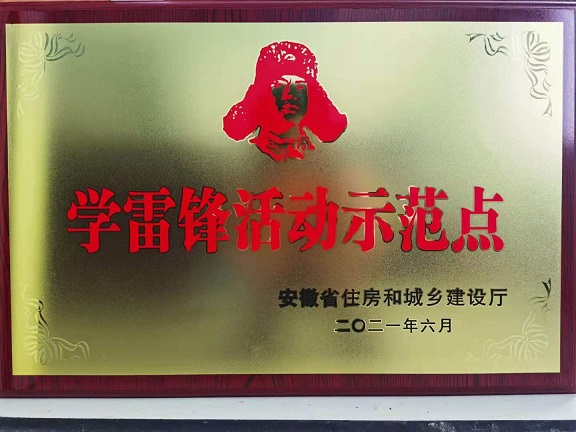 学雷锋活动示范点
安徽省住房和城乡建设厅
二〇二一年六月